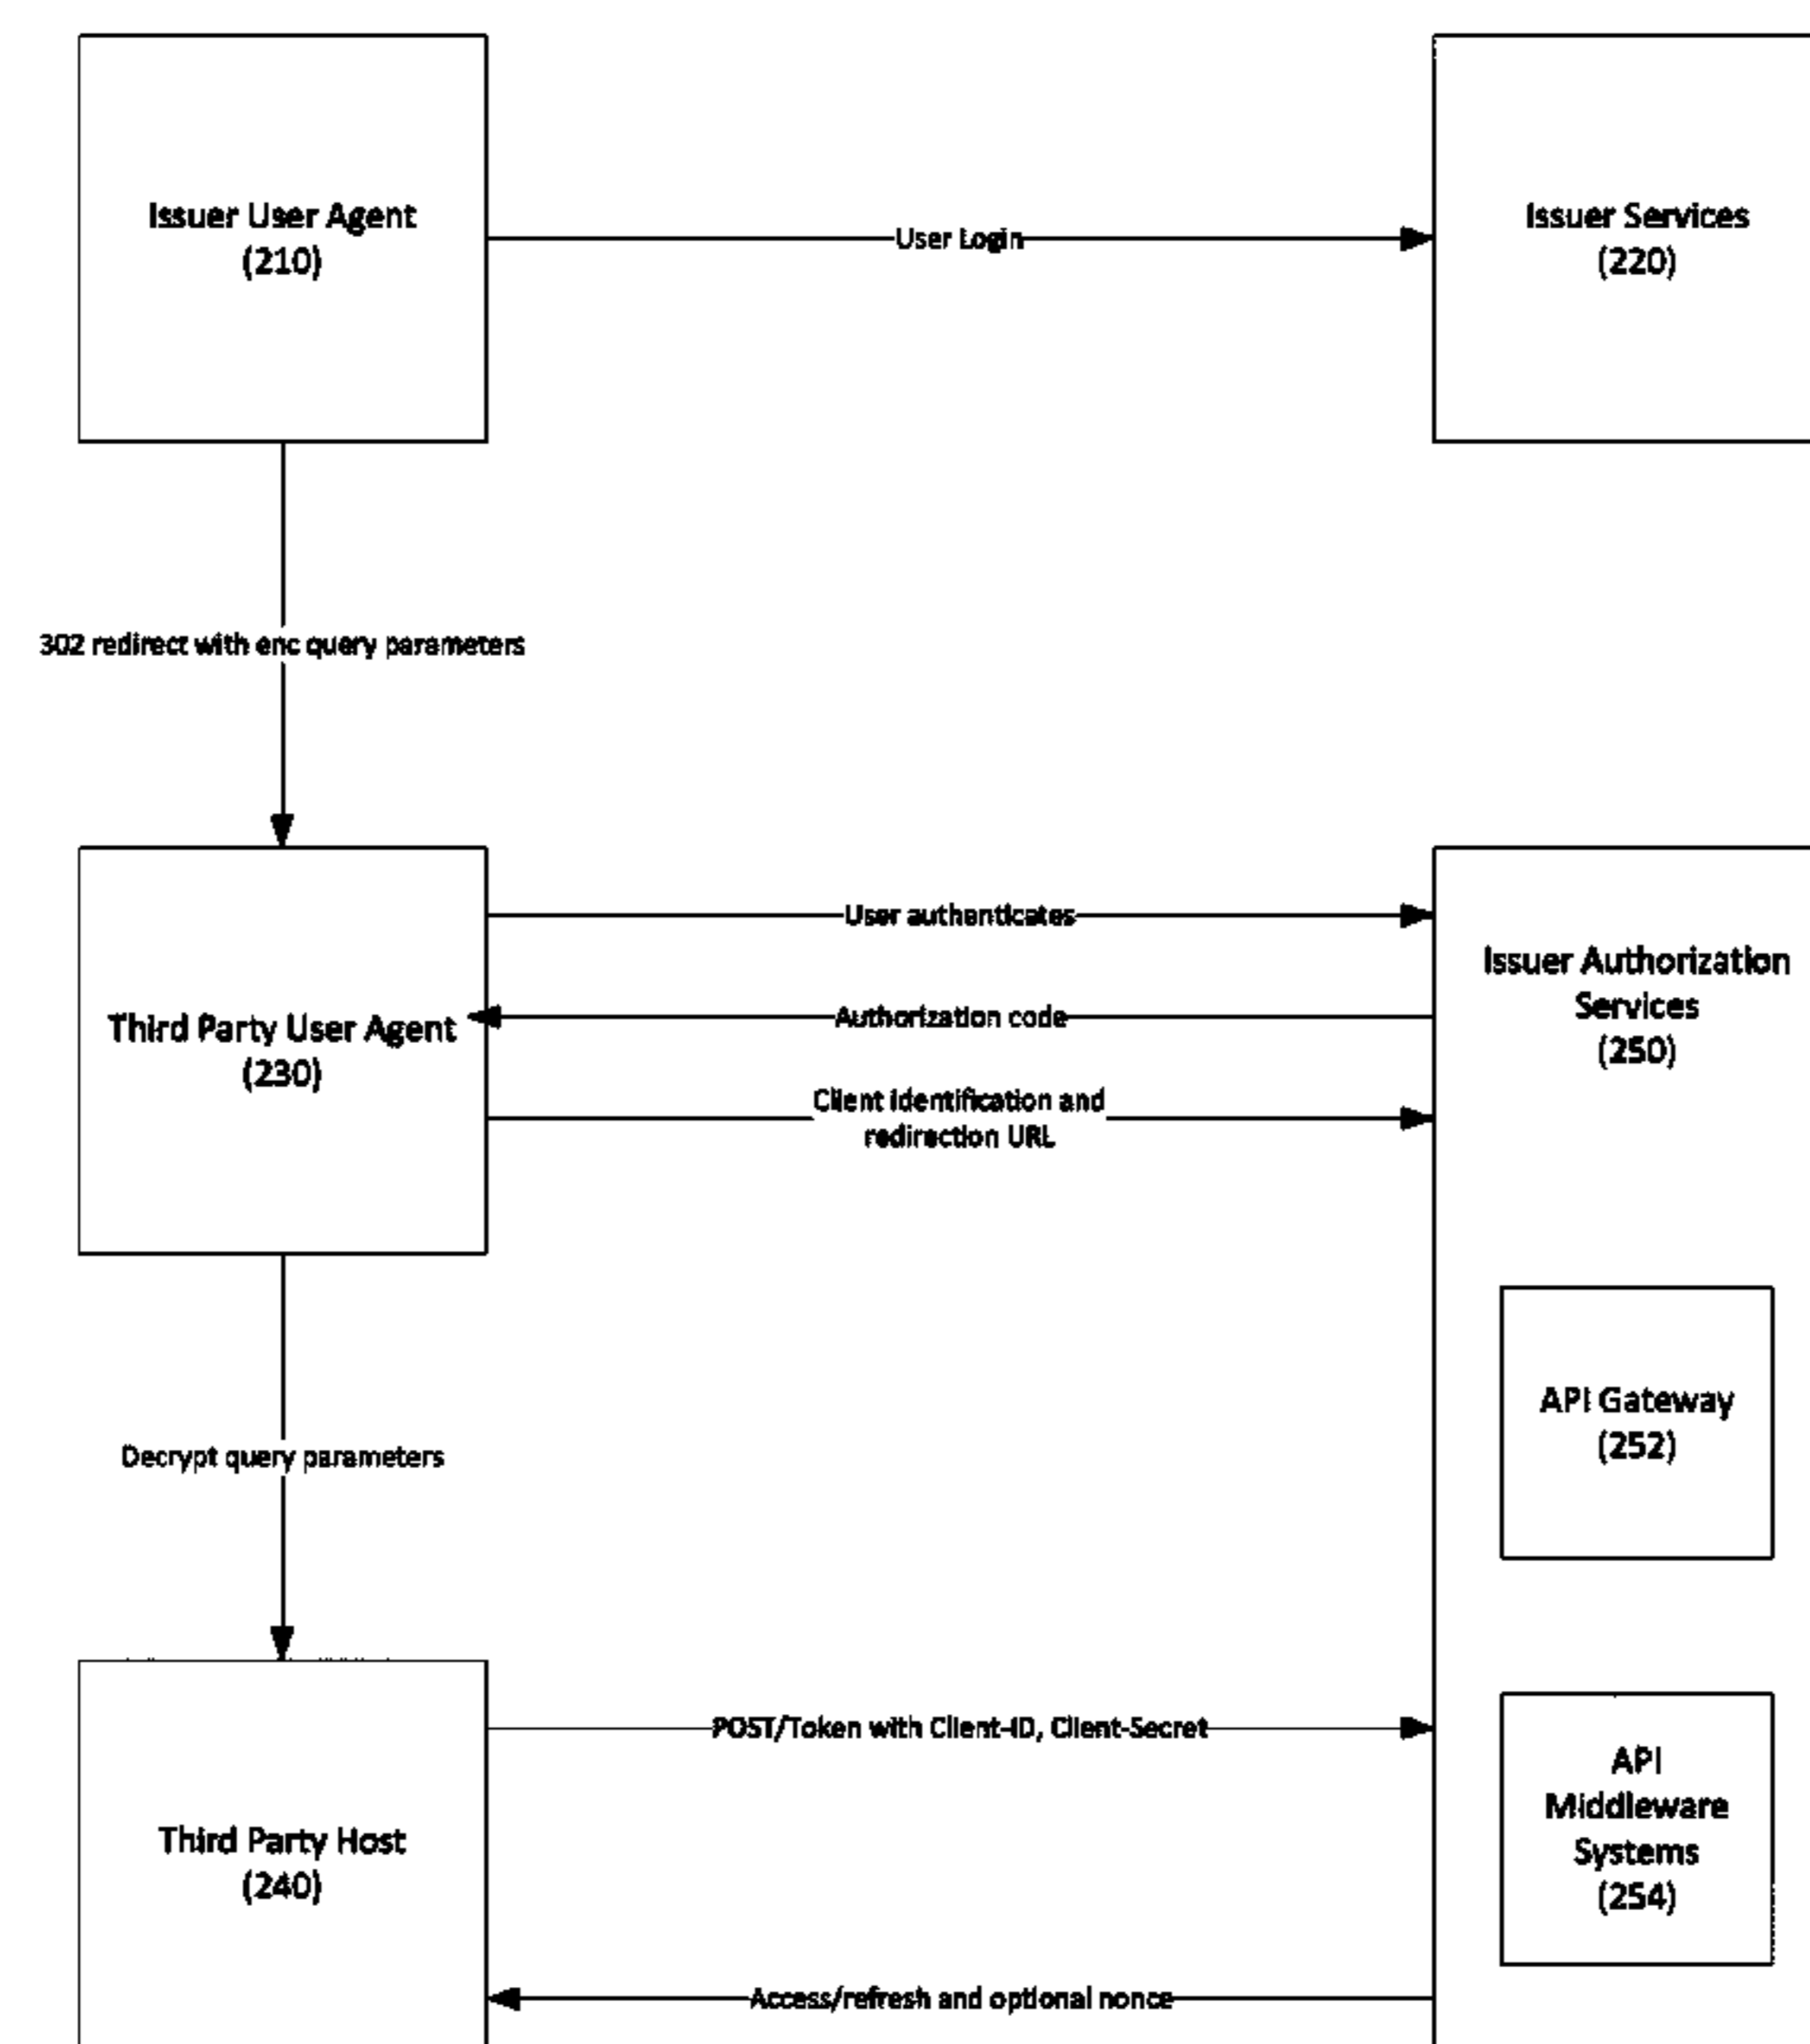 Issuer User Agent
(210)
User Login
Issuer Services
(220)
302 redirect with enc query parameters
Third Party User Agent
(230)
User authenticates
Authorization code
Client identification and
redirection URL
Issuer Authorization
Services
(250)
API Gateway
(252)
Decrypt query parameters
Third Party Host
(240)
POST/Token with Client-ID, Client-Secret
API
Middleware
Systems
(254)
Access/refresh and optional nonce